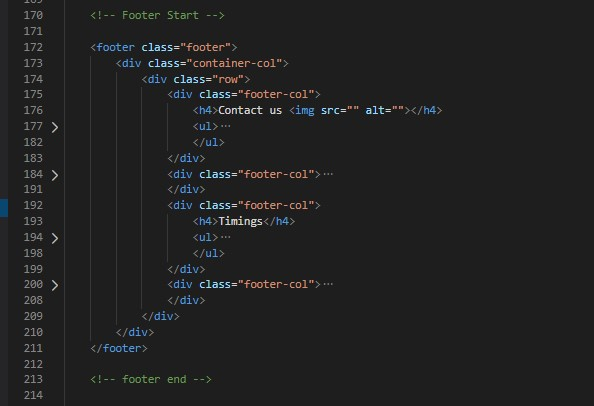 169
170 <!-- Footer Start -->
171
172 <footer class="footer">
173 <div class="container-col">
174 <div class="row">
175 <div class="footer-col">
176 <h4>Contact us <img src="" alt=""></h4>
177 <ul>···
182 </ul>
183 </div>
184 <div class="footer-col">···
191 </div>
192 <div class="footer-col">
193 <h4>Timings</h4>
194 <ul>···
198 </ul>
199 </div>
200 <div class="footer-col">···
208 </div>
209 </div>
210 </div>
211 </footer>
212
213 <!-- footer end -->
214